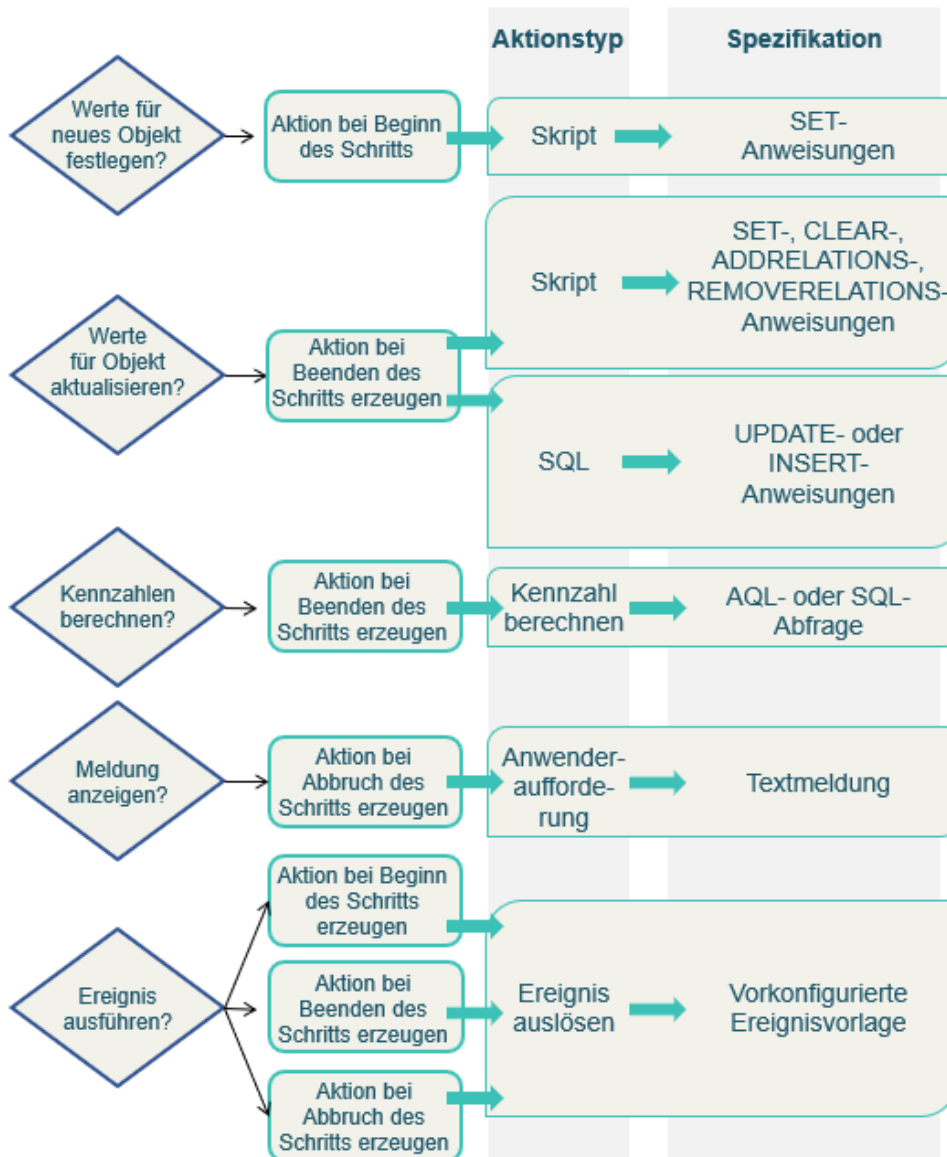 Aktionstyp
Spezifikation
Werte für
neues Objekt
festlegen?
Aktion bei Beginn
des Schritts
Skript
SET-
Anweisungen
Werte
für Objekt
aktualisieren?
Aktion bei
Beenden des
Schritts erzeugen
Skript
SET-, CLEAR-,
ADDRELATIONS-,
REMOVERELATIONS-
Anweisungen
SQL
UPDATE- oder
INSERT-
Anweisungen
Kennzahlen
berechnen?
Aktion bei
Beenden des
Schritts erzeugen
Kennzahl
berechnen
AQL- oder SQL-
Abfrage
Meldung
anzeigen?
Aktion bei
Abbruch des
Schritts erzeugen
Anwender-
aufforde-
rung
Textmeldung
Ereignis
ausführen?
Aktion bei Beginn
des Schritts
erzeugen
Aktion bei
Beenden des
Schritts erzeugen
Aktion bei
Abbruch des
Schritts erzeugen
Ereignis
auslösen
Vorkonfigurierte
Ereignisvorlage